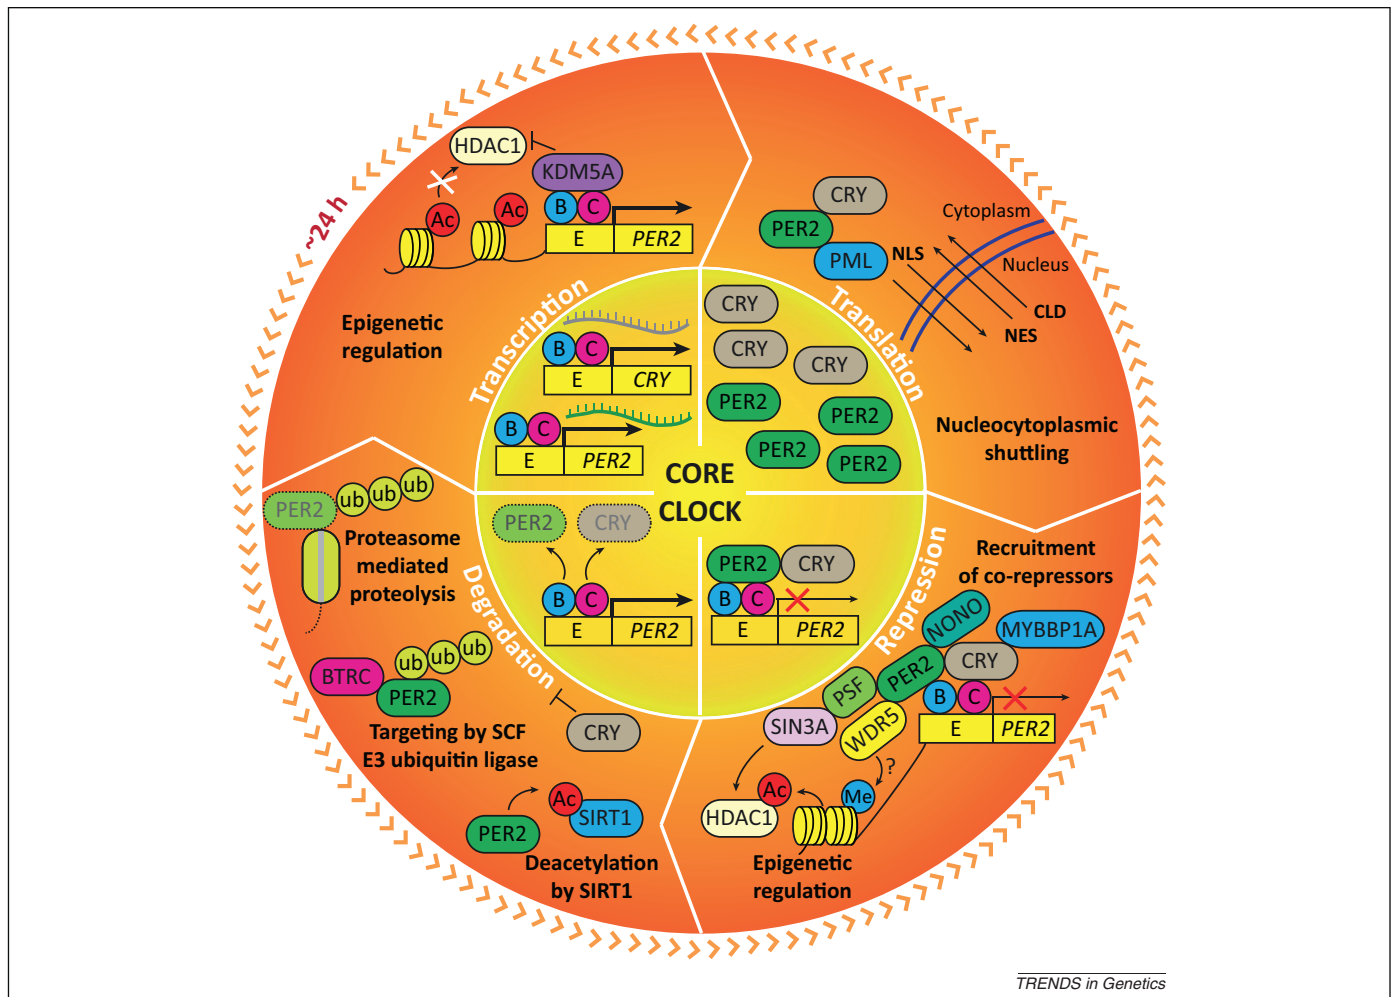 ~24 h
HDAC1
KDM5A
Ac
Ac
B
C
E
PER2
Epigenetic
regulation
Transcription
B
C
E
CRY
B
C
E
PER2
CRY
PER2
PML
NLS
Cytoplasm
Nucleus
CLD
NES
Nucleocytoplasmic
shuttling
Translation
CRY
CRY
CRY
PER2
PER2
PER2
PER2
CORE
CLOCK
Repression
PER2
CRY
B
C
E
PER2
Recruitment
of co-repressors
NONO
MYBBP1A
PSF
PER2
CRY
SIN3A
WDR5
B
C
E
PER2
?
Ac
Me
HDAC1
Epigenetic
regulation
Degradation
PER2
CRY
B
C
E
PER2
PER2
ub
ub
ub
Proteasome
mediated
proteolysis
BTRC
PER2
ub
ub
ub
Targeting by SCF
E3 ubiquitin ligase
CRY
PER2
Ac
SIRT1
Deacetylation
by SIRT1
TRENDS in Genetics